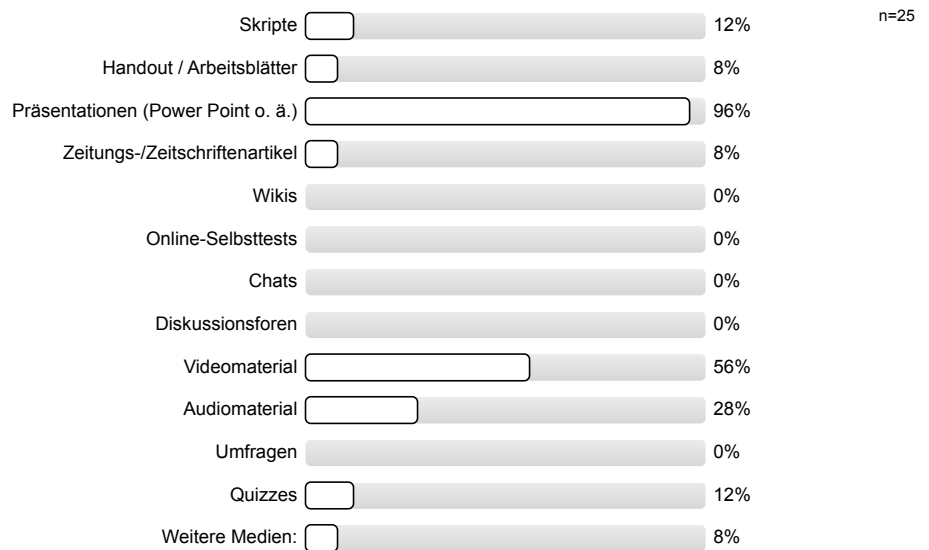 Skripte 12% n=25
Handout / Arbeitsblätter 8%
Präsentationen (Power Point o. ä.) 96%
Zeitungs-/Zeitschriftenartikel 8%
Wikis 0%
Online-Selbsttests 0%
Chats 0%
Diskussionsforen 0%
Videomaterial 56%
Audiomaterial 28%
Umfragen 0%
Quizzes 12%
Weitere Medien: 8%